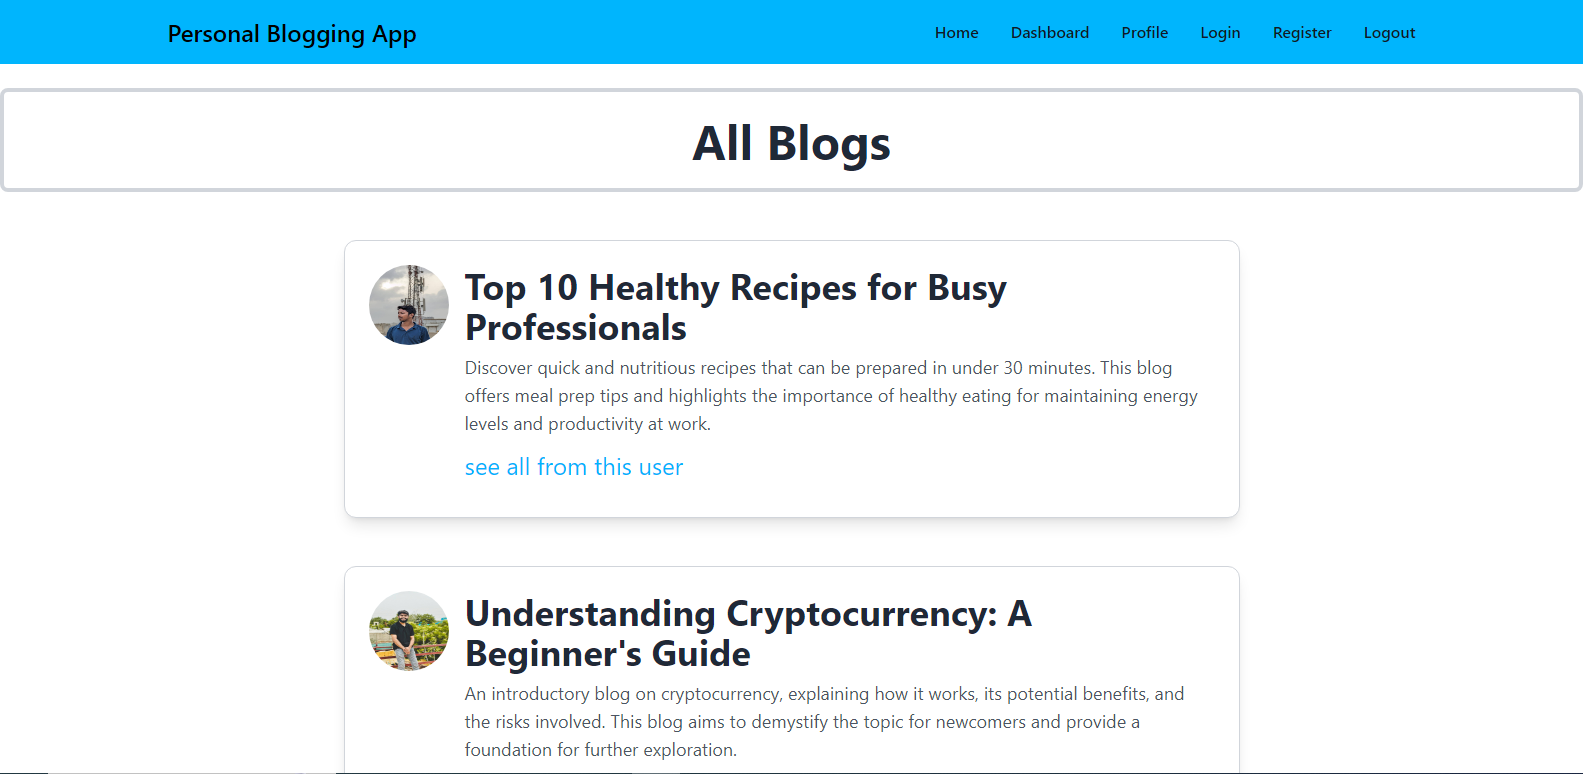 Personal Blogging App
Home Dashboard Profile Login Register Logout
All Blogs
Top 10 Healthy Recipes for Busy
Professionals
Discover quick and nutritious recipes that can be prepared in under 30 minutes. This blog
offers meal prep tips and highlights the importance of healthy eating for maintaining energy
levels and productivity at work.
see all from this user
Understanding Cryptocurrency: A
Beginner's Guide
An introductory blog on cryptocurrency, explaining how it works, its potential benefits, and
the risks involved. This blog aims to demystify the topic for newcomers and provide a
foundation for further exploration.